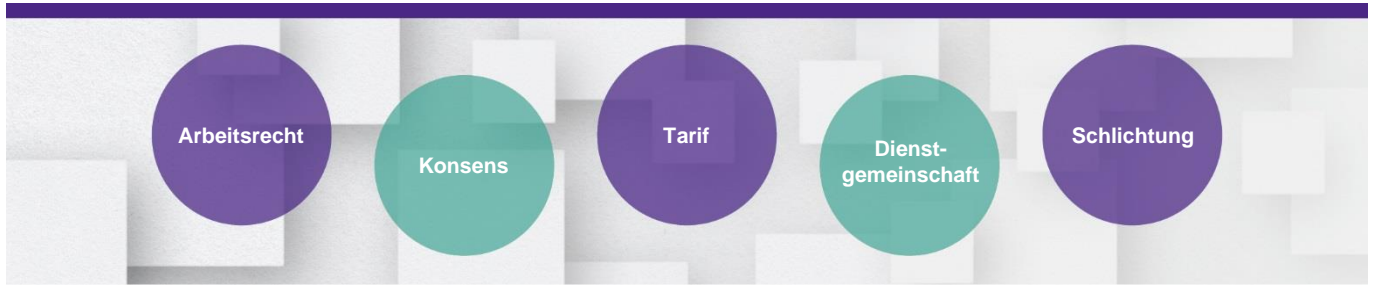 Arbeitsrecht
Konsens
Tarif
Dienst-
gemeinschaft
Schlichtung